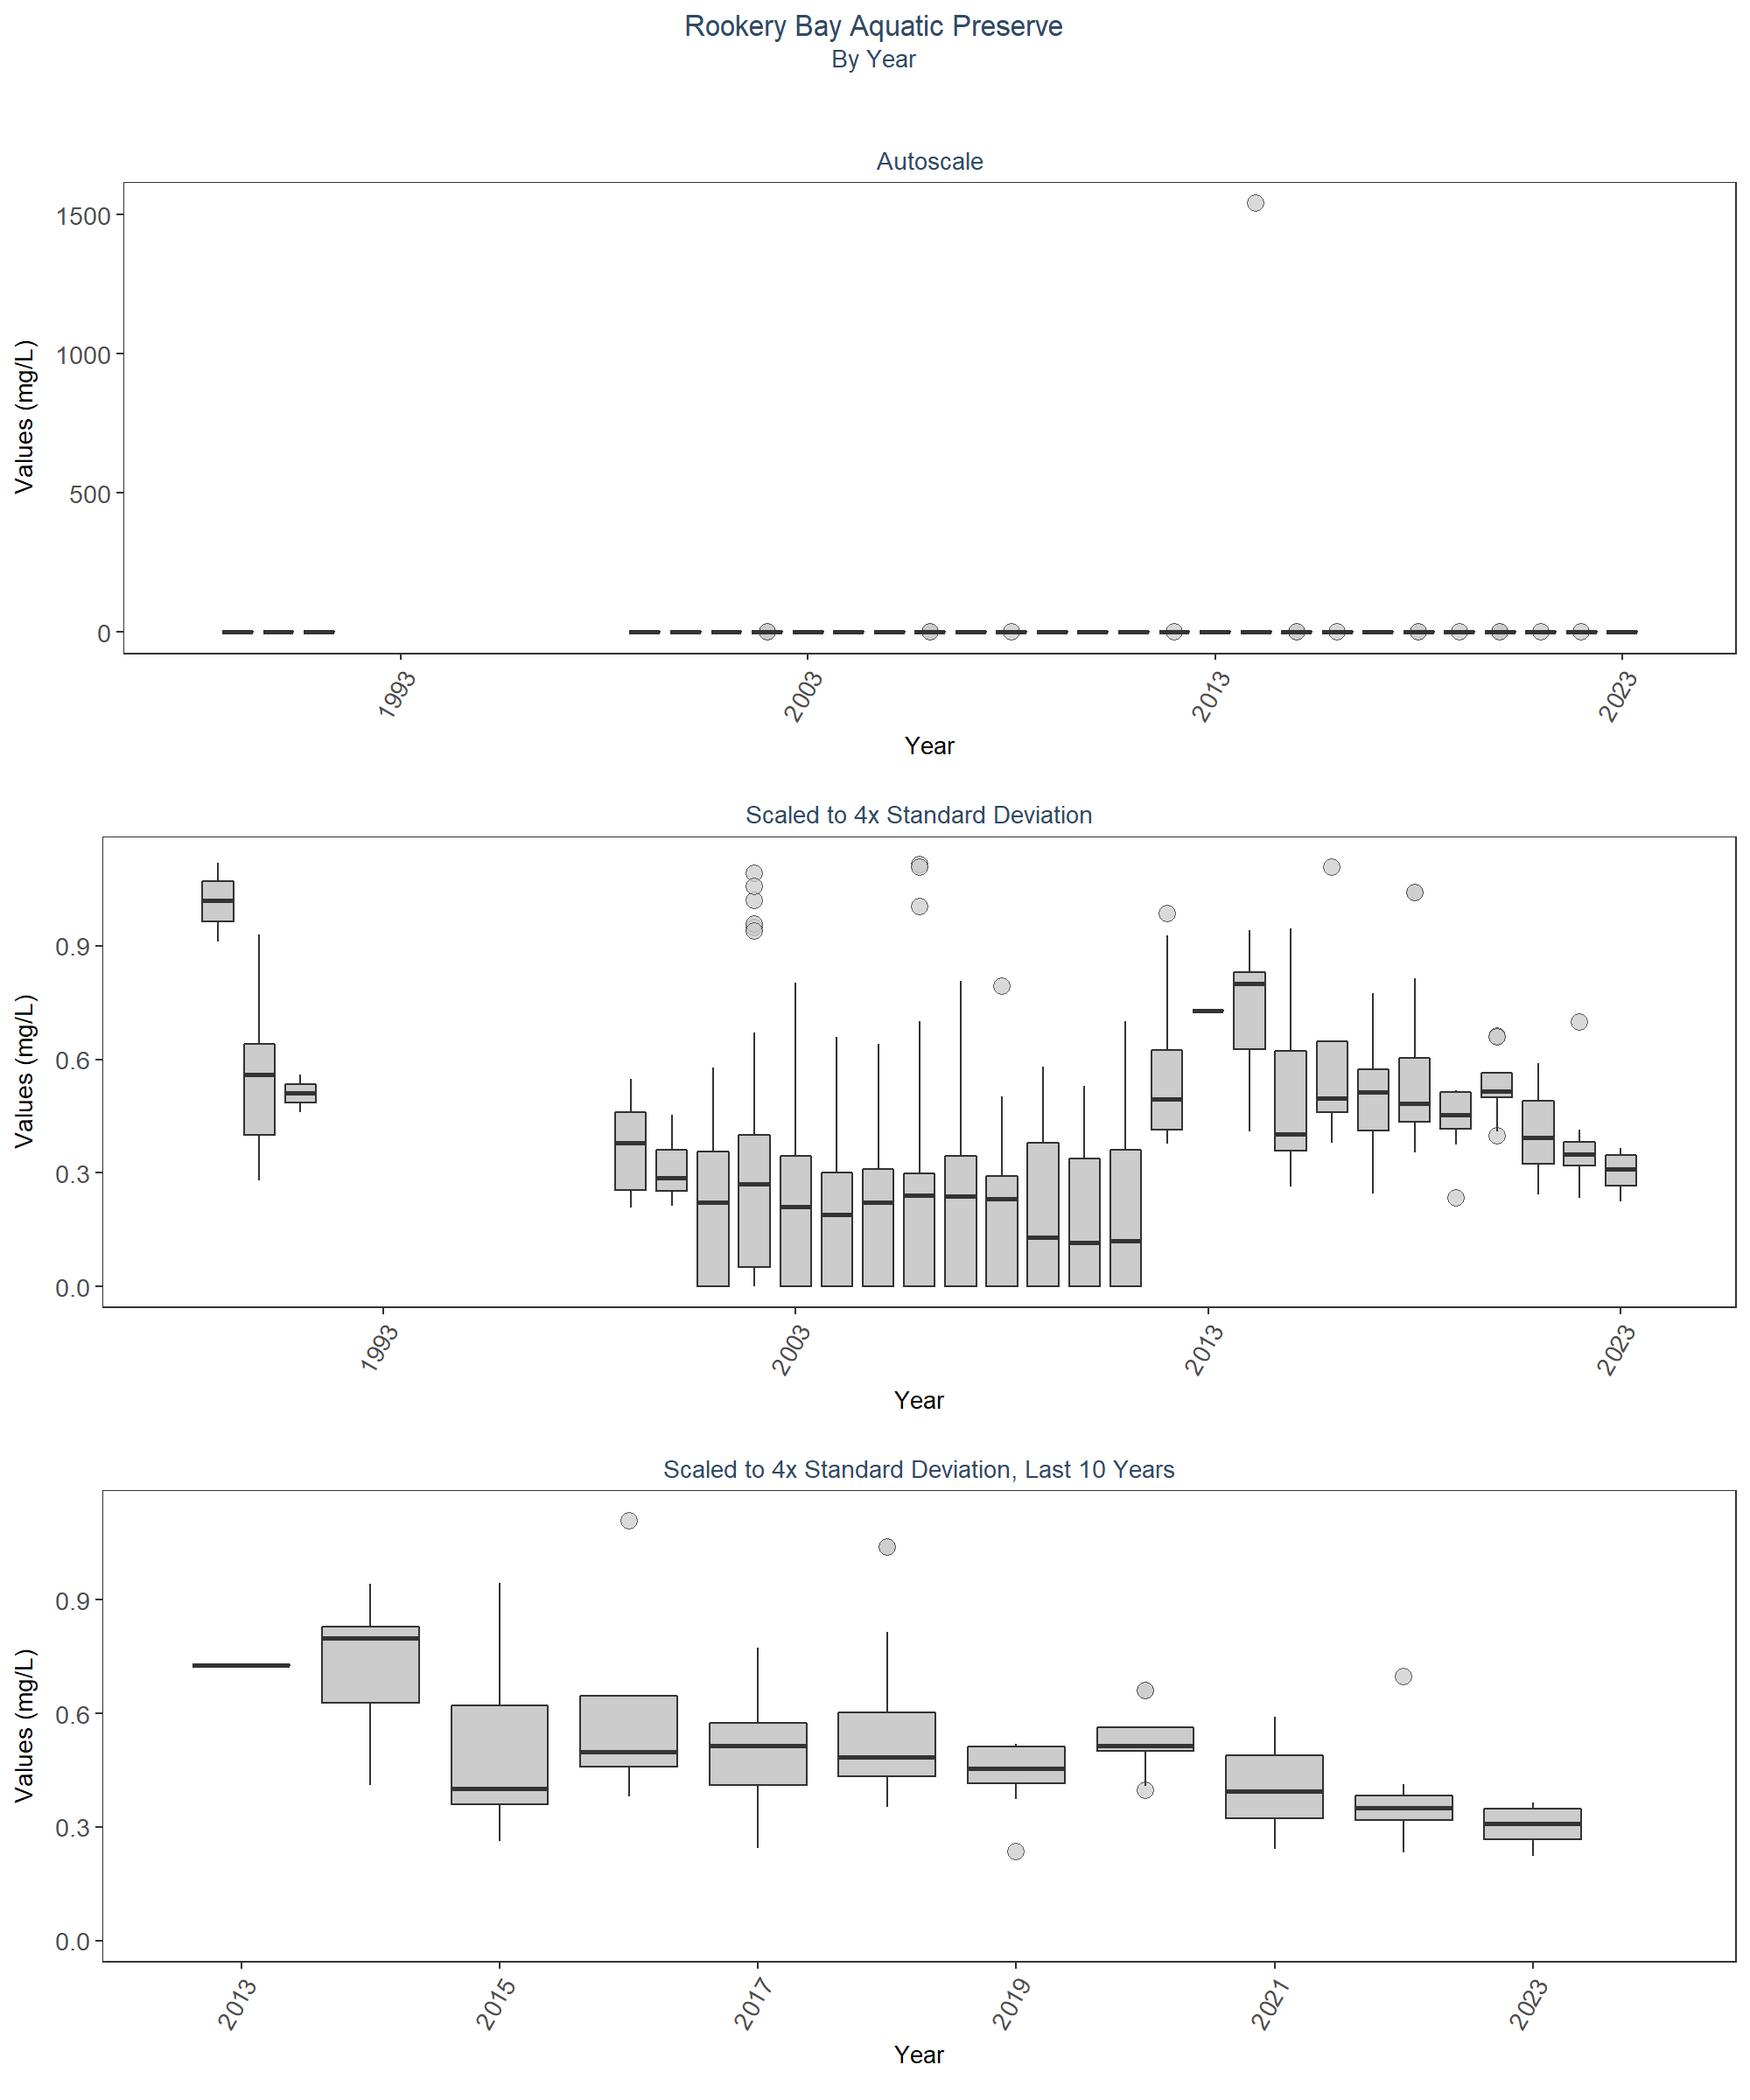 Rookery Bay Aquatic Preserve
By Year
Autoscale
Values (mg/L)
1500
1000
500
0
1993
2003
2013
2023
Year
Scaled to 4x Standard Deviation
Values (mg/L)
0.9
0.6
0.3
0.0
1993
2003
2013
2023
Year
Scaled to 4x Standard Deviation, Last 10 Years
Values (mg/L)
0.9
0.6
0.3
0.0
2013
2015
2017
2019
2021
2023
Year